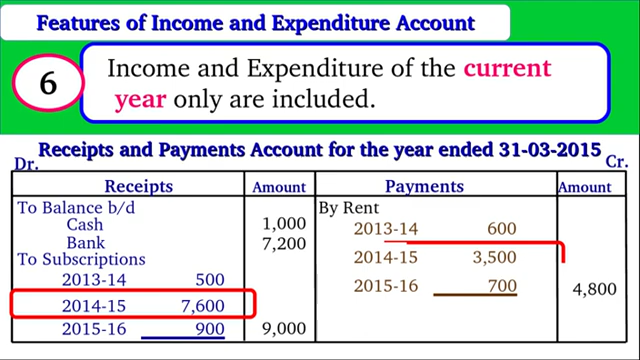 Features of Income and Expenditure Account
6
Income and Expenditure of the current
year only are included.
Receipts and Payments Account for the year ended 31-03-2015
Dr. Cr.
Receipts Amount Payments Amount
To Balance b/d By Rent
Cash 1,000 2013-14 600
Bank 7,200
To Subscriptions 2014-15 3,500
2013-14 500 2015-16 700 4,800
2014-15 7,600
2015-16 900 9,000